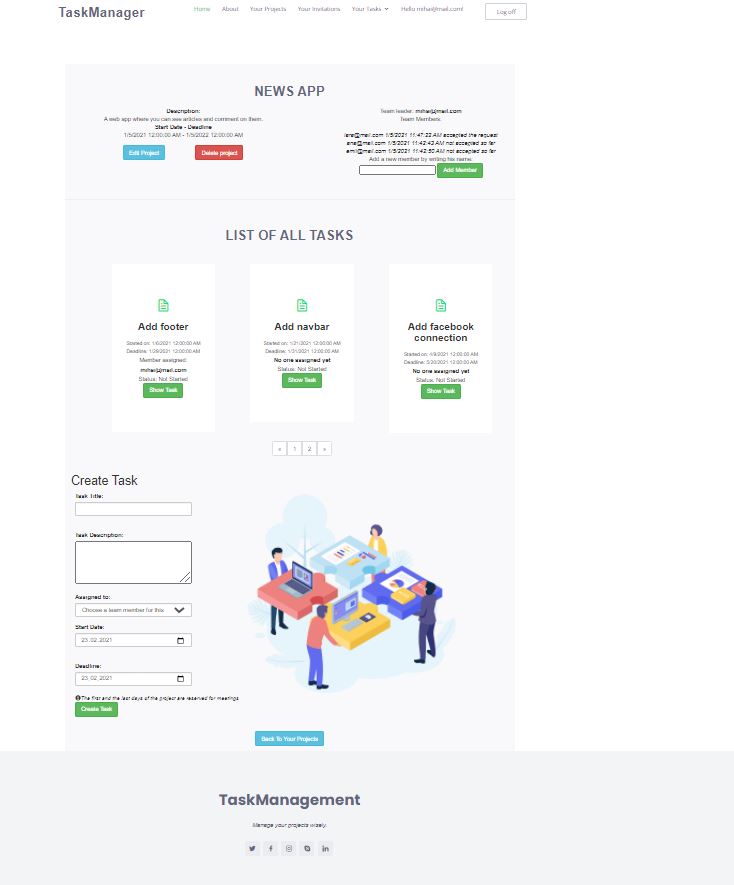 TaskManager
Home About Your Projects Your Invitations Your Tasks Hello mihai@mail.com! Log off
NEWS APP
Description:
A web app where you can see articles and comment on them.
Start Date - Deadline
1/5/2021 12:00:00 AM - 1/5/2022 12:00:00 AM
Edit Project Delete project
Team leader: mihai@mail.com
Team Members:
1/5/2021 11:47:22 AM accepted the request
ana@mail.com 1/5/2021 11:42:43 AM not accepted so far
emil@mail.com 1/5/2021 11:42:50 AM not accepted so far
Add a new member by writing his name:
Add Member
LIST OF ALL TASKS
Add footer
Started on: 1/6/2021 12:00:00 AM
Deadline: 1/29/2021 12:00:00 AM
Member assigned:
mihai@mail.com
Status: Not Started
Show Task
Add navbar
Started on: 1/21/2021 12:00:00 AM
Deadline: 1/31/2021 12:00:00 AM
No one assigned yet
Status: Not Started
Show Task
Add facebook
connection
Started on: 4/9/2021 12:00:00 AM
Deadline: 5/20/2021 12:00:00 AM
No one assigned yet
Status: Not Started
Show Task
« 1 2 »
Create Task
Task Title:
Task Description:
Assigned to:
Choose a team member for this
Start Date:
23.02.2021
Deadline:
23.02.2021
The first and the last days of the project are reserved for meetings
Create Task
Back To Your Projects
TaskManagement
Manage your projects wisely.